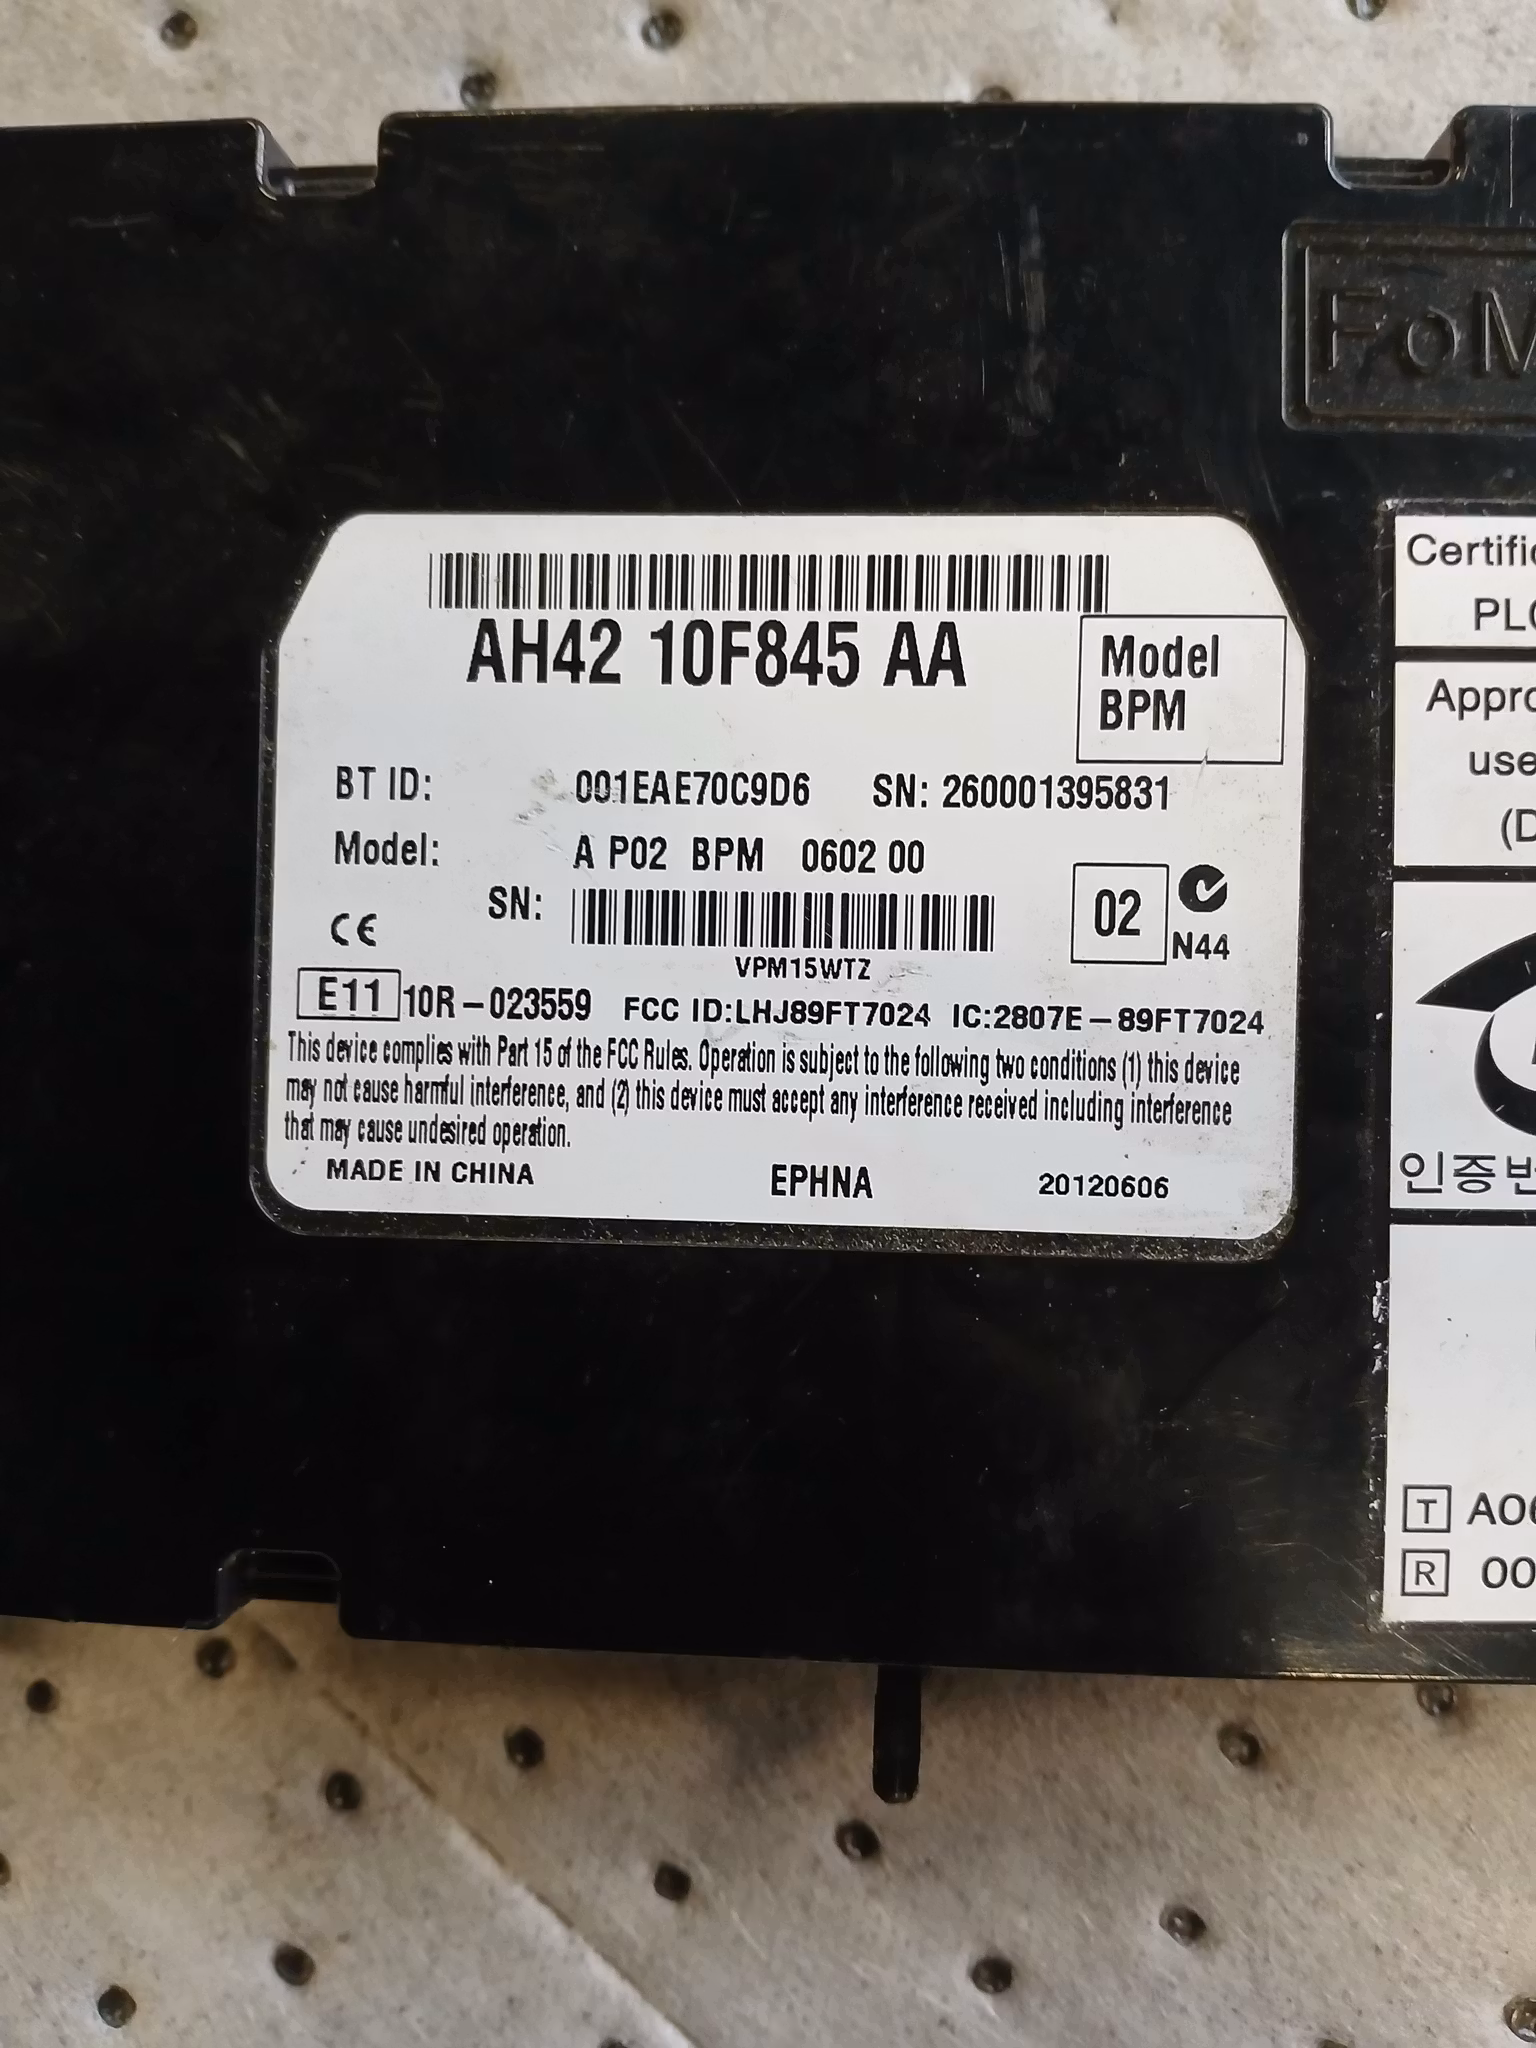 FoM
AH42 10F845 AA
Model
BPM
BT ID: 001EAE70C9D6 SN: 260001395831
Model: A P02 BPM 0602 00
SN:
VPM15WTZ
02
N44
CE
E11 10R-023559 FCC ID:LHJ89FT7024 IC:2807E-89FT7024
This device complies with Part 15 of the FCC Rules. Operation is subject to the following two conditions (1) this device
may not cause harmful interference, and (2) this device must accept any interference received including interference
that may cause undesired operation.
MADE IN CHINA EPHNA 20120606
Certific
PLC
Appro
use
(D
인증번
T A06
R 00